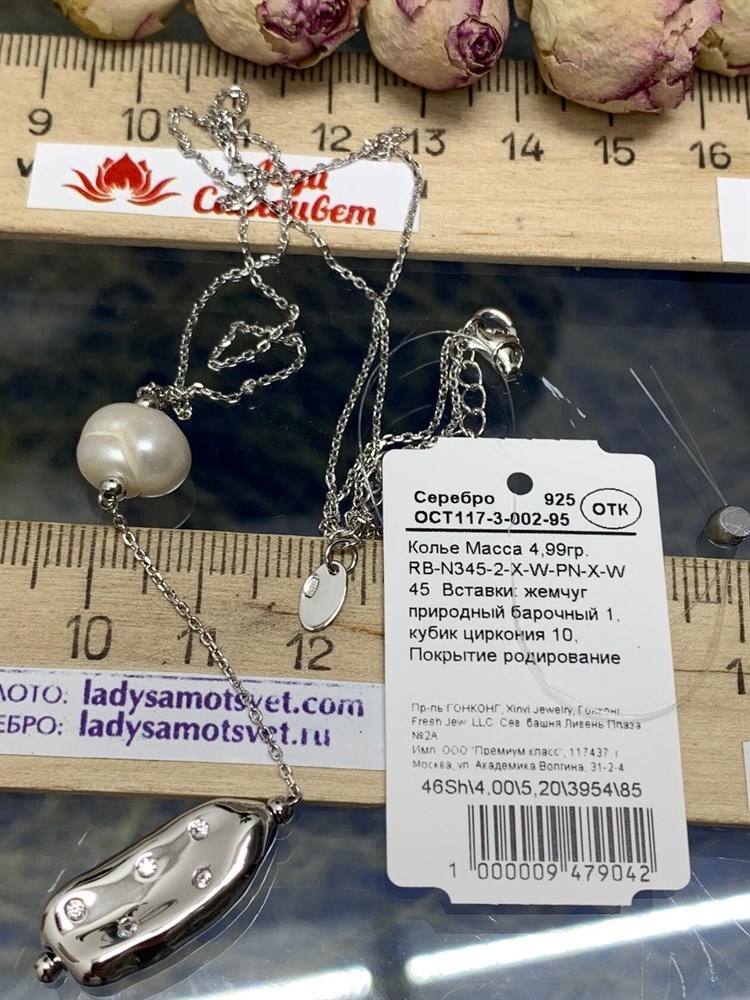 9 10 11 12 13 14 15 16
Леди
Самоцвет
Серебро 925
ОСТ117-3-002-95
ОТК
Колье Масса 4,99гр.
RB-N345-2-X-W-PN-X-W
45 Вставки: жемчуг
природный барочный 1,
кубик циркония 10,
Покрытие родирование
Пр-ль ГОНКОНГ, Xinyi Jewelry, Гонконг
Fresh Jew. LLC. Сев. башня Ливень Плаза
№2А
Имп. ООО "Премиум класс", 117437, г.
Москва, ул. Академика Волгина, 31-2-4
46Sh\4.00\5,20\3954\85
1 000009 479042
10 11 12
ЛОТО: ladysamotsvet.com
ЕБРО: ladysamotsvet.ru